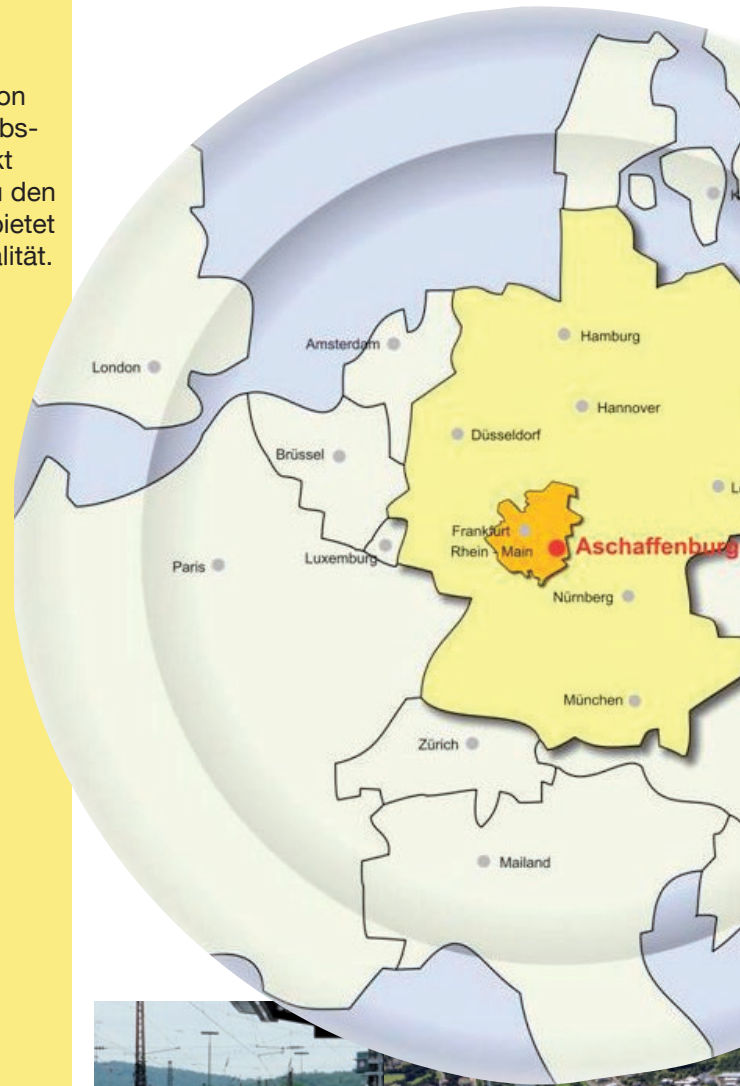 on
bs-
kt
den
bietet
lität.
Hamburg
Amsterdam
London
Hannover
Düsseldorf
Brüssel
Frankfurt
Rhein - Main
Aschaffenburg
Luxemburg
Paris
Nürnberg
München
Zürich
Mailand